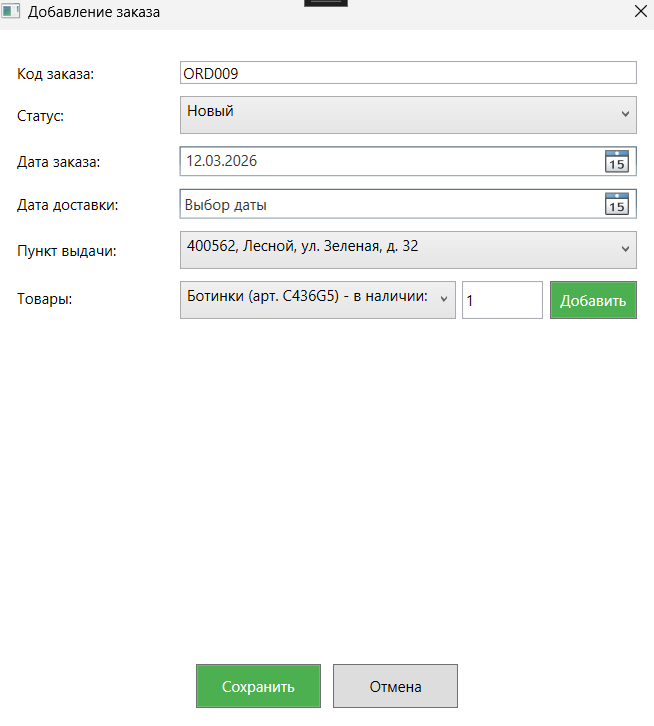 Добавление заказа
Код заказа: ORD009
Статус: Новый
Дата заказа: 12.03.2026 15
Дата доставки: Выбор даты 15
Пункт выдачи: 400562, Лесной, ул. Зеленая, д. 32
Товары: Ботинки (арт. C436G5) - в наличии: 1 Добавить
Сохранить Отмена